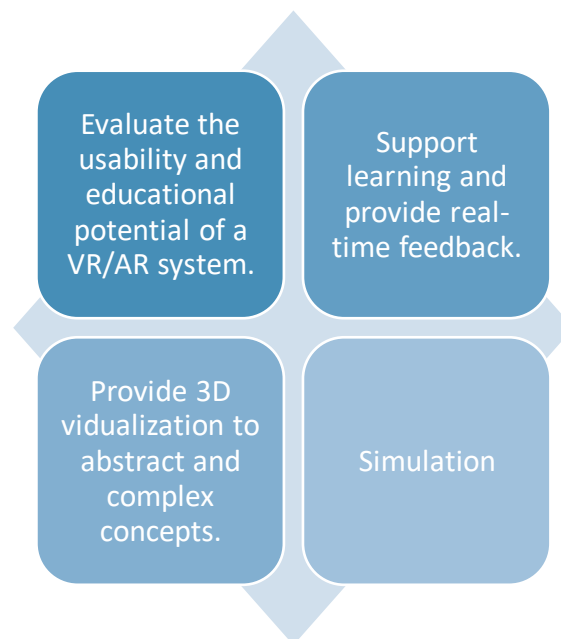 Evaluate the
usability and
educational
potential of a
VR/AR system.
Support
learning and
provide real-
time feedback.
Provide 3D
vidualization to
abstract and
complex
concepts.
Simulation